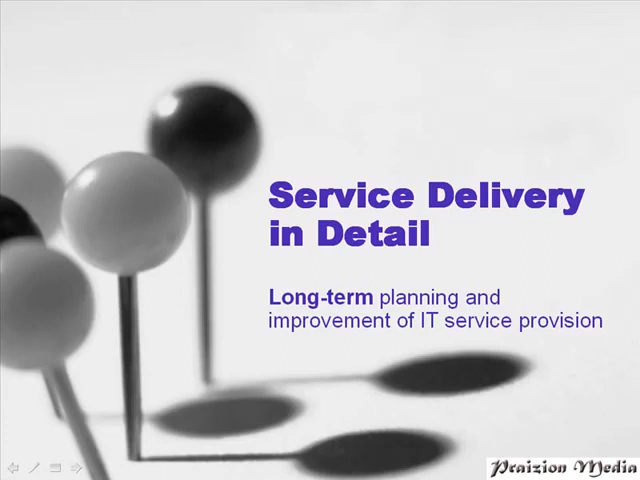 Service Delivery
in Detail
Long-term planning and
improvement of IT service provision
Praizion Media